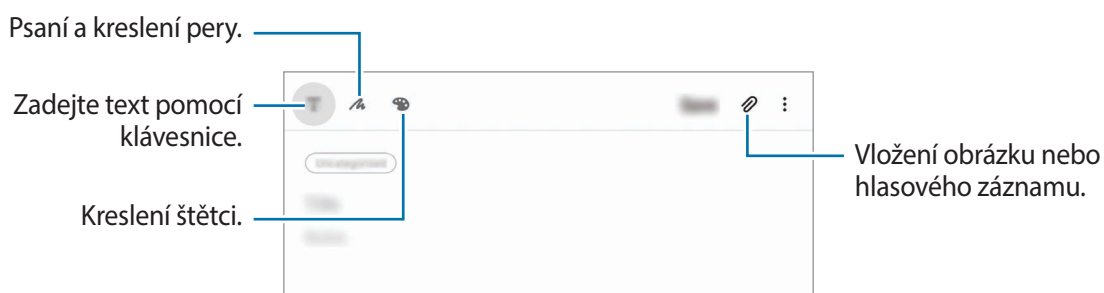 Psaní a kreslení pery.
Zadejte text pomocí
klávesnice.
Kreslení štětci.
Vložení obrázku nebo
hlasového záznamu.